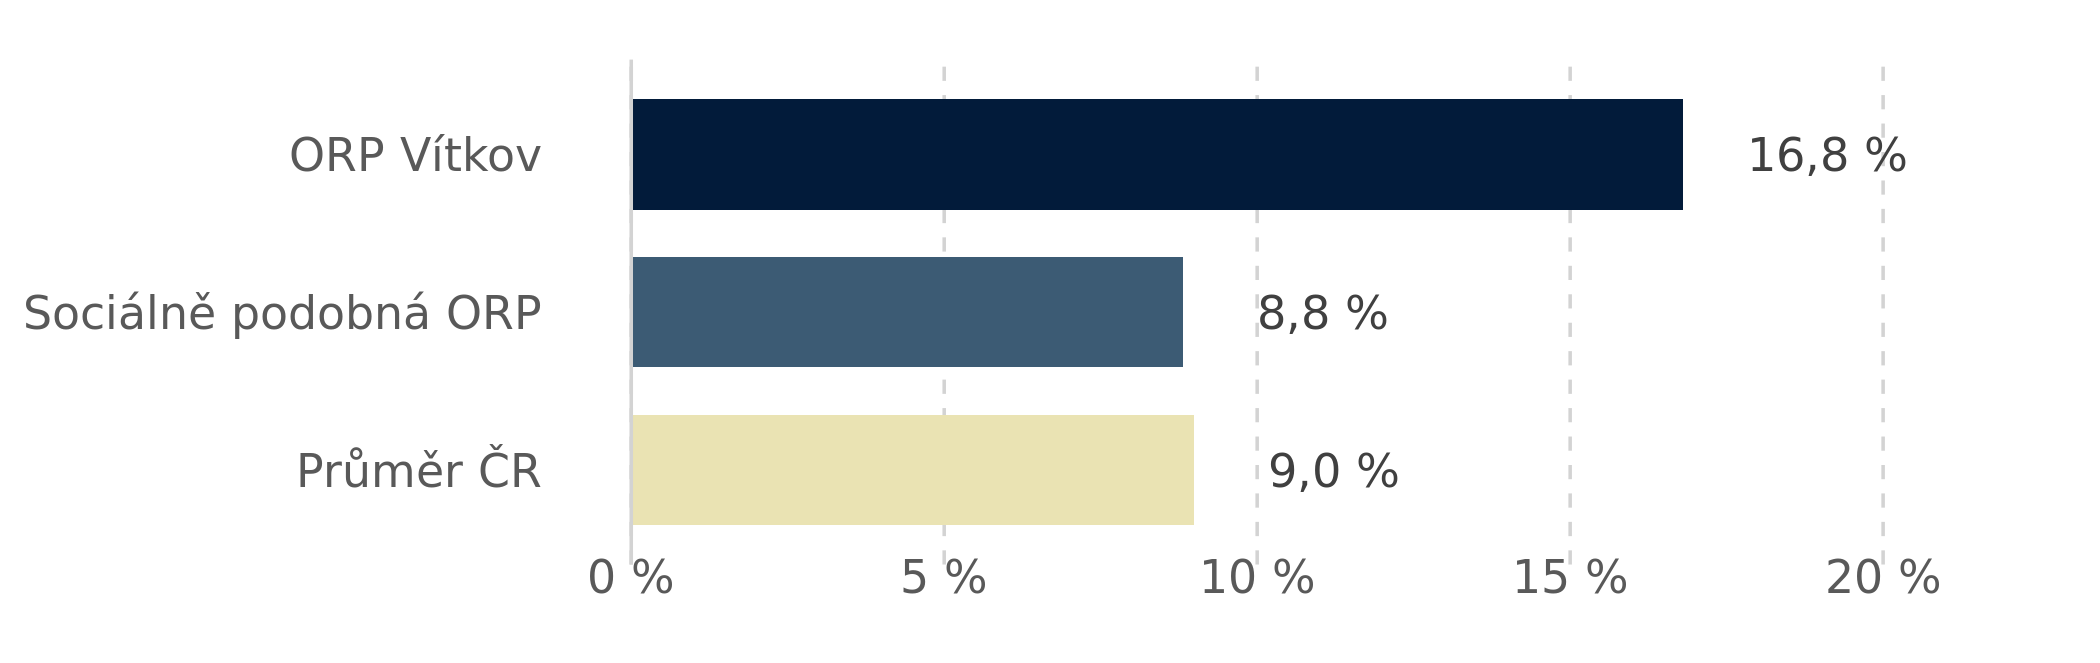 ORP Vítkov 16,8 %
Sociálně podobná ORP 8,8 %
Průměr ČR 9,0 %
0 % 5 % 10 % 15 % 20 %